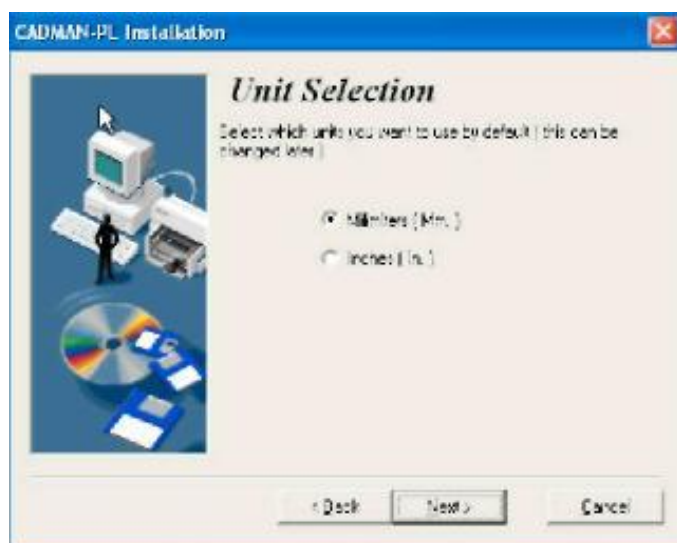 CADMAN-PL Installation
Unit Selection
Select which units you want to use by default ( this can be
changed later )
Milimiters ( Mm. )
Inches ( In. )
< Back
Next >
Cancel